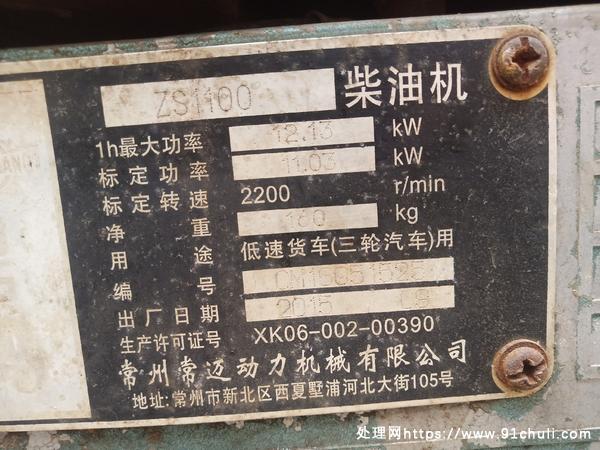 ZS1100 柴油机
1h最大功率 12.13 kW
标定功率 11.03 kW
标定转速 2200 r/min
净重 160 kg
用途 低速货车(三轮汽车)用
编号
出厂日期 2015 08
生产许可证号 XK06-002-00390
常州常迈动力机械有限公司
地址:常州市新北区西夏墅浦河北大街105号
处理网https://www.91chuli.com